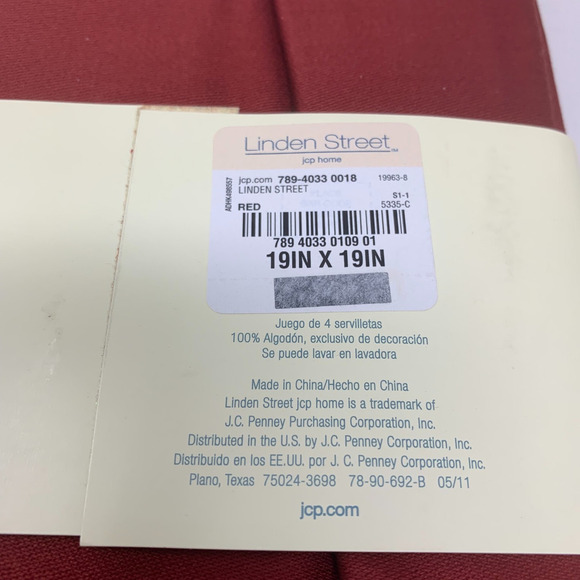 Linden Street™
jcp home
jcp.com 789-4033 0018 19963-8
LINDEN STREET S1-1
RED 5335-C
ADHK498557
789 4033 0109 01
19IN X 19IN
Juego de 4 servilletas
100% Algodón, exclusivo de decoración
Se puede lavar en lavadora
Made in China/Hecho en China
Linden Street jcp home is a trademark of
J.C. Penney Purchasing Corporation, Inc.
Distributed in the U.S. by J.C. Penney Corporation, Inc.
Distribuido en los EE.UU. por J. C. Penney Corporation, Inc.
Plano, Texas 75024-3698 78-90-692-B 05/11
jcp.com